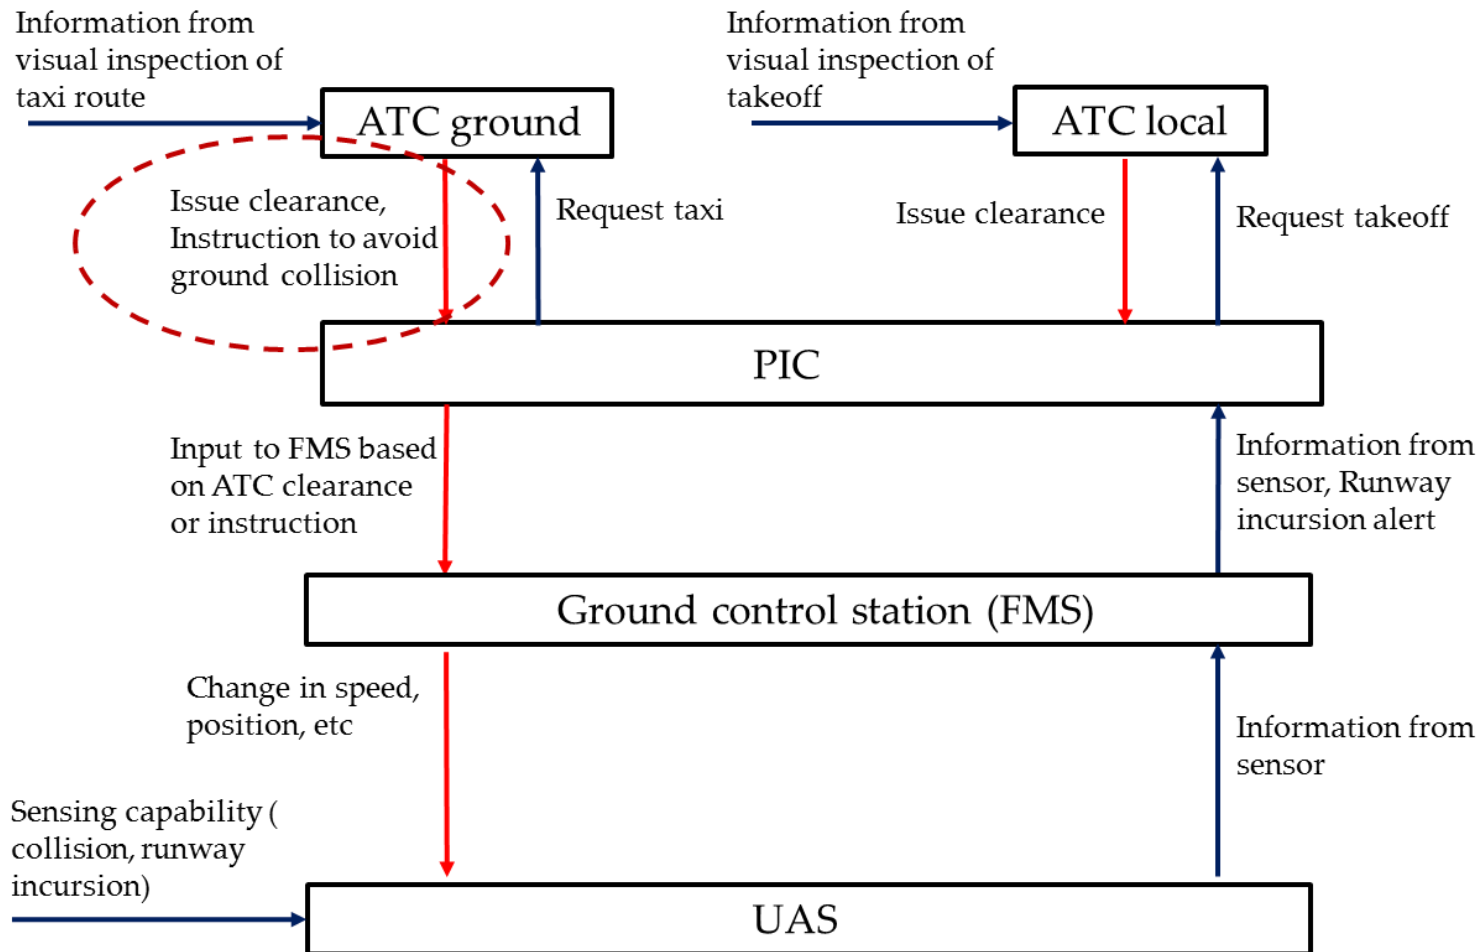 Information from
visual inspection of
taxi route
Information from
visual inspection of
takeoff
ATC ground
ATC local
Issue clearance,
Instruction to avoid
ground collision
Request taxi
Issue clearance
Request takeoff
PIC
Input to FMS based
on ATC clearance
or instruction
Information from
sensor, Runway
incursion alert
Ground control station (FMS)
Change in speed,
position, etc
Information from
sensor
Sensing capability (
collision, runway
incursion)
UAS